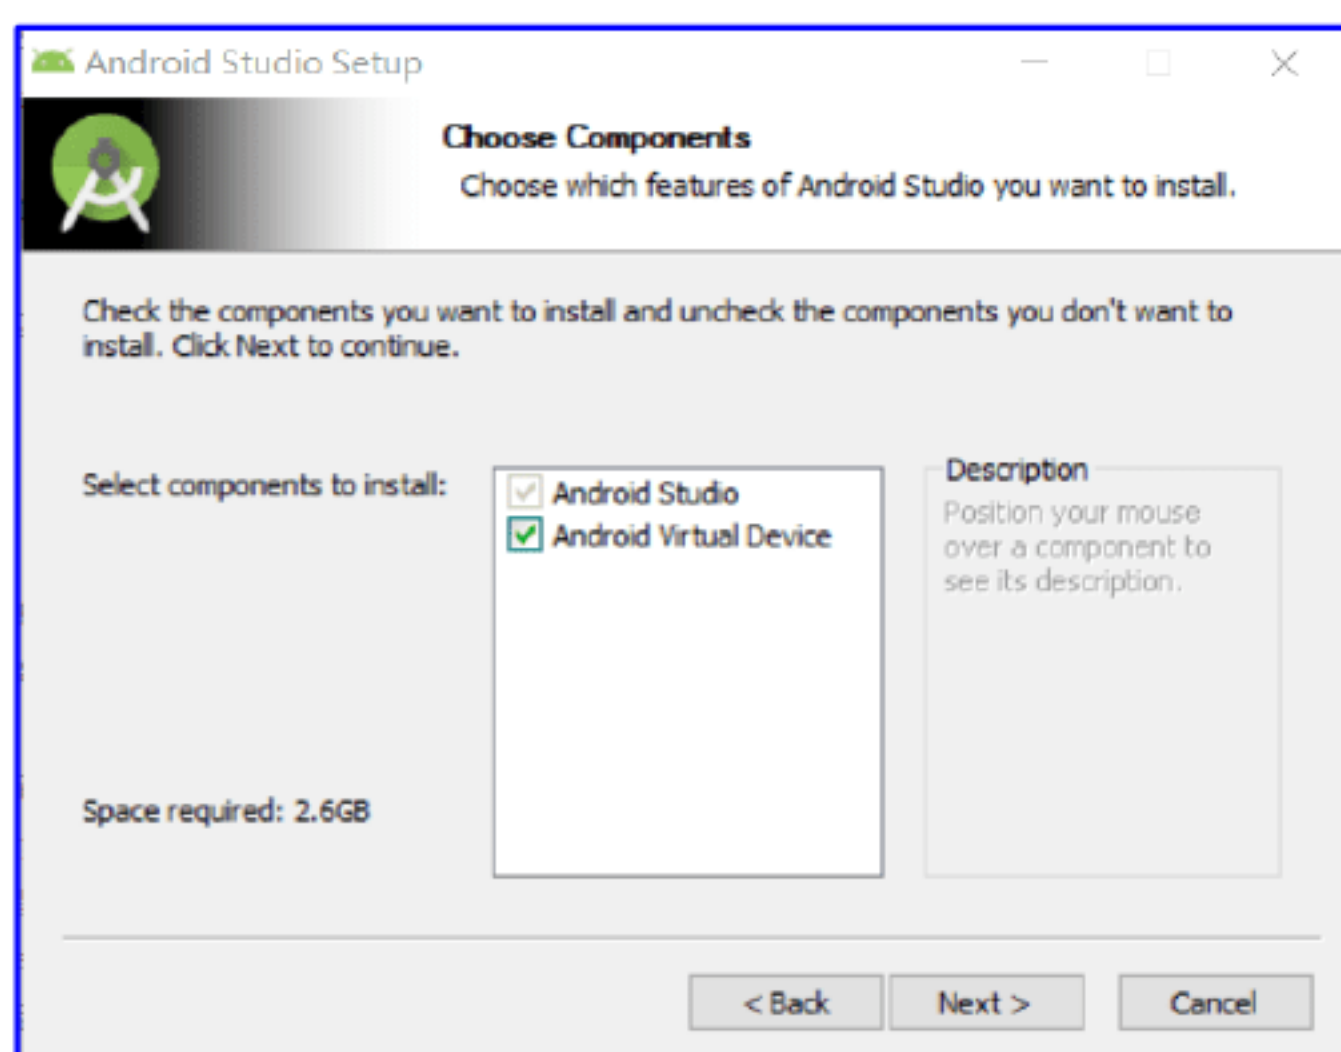 Android Studio Setup
Choose Components
Choose which features of Android Studio you want to install.
Check the components you want to install and uncheck the components you don't want to
install. Click Next to continue.
Select components to install:
Android Studio
Android Virtual Device
Description
Position your mouse
over a component to
see its description.
Space required: 2.6GB
< Back
Next >
Cancel